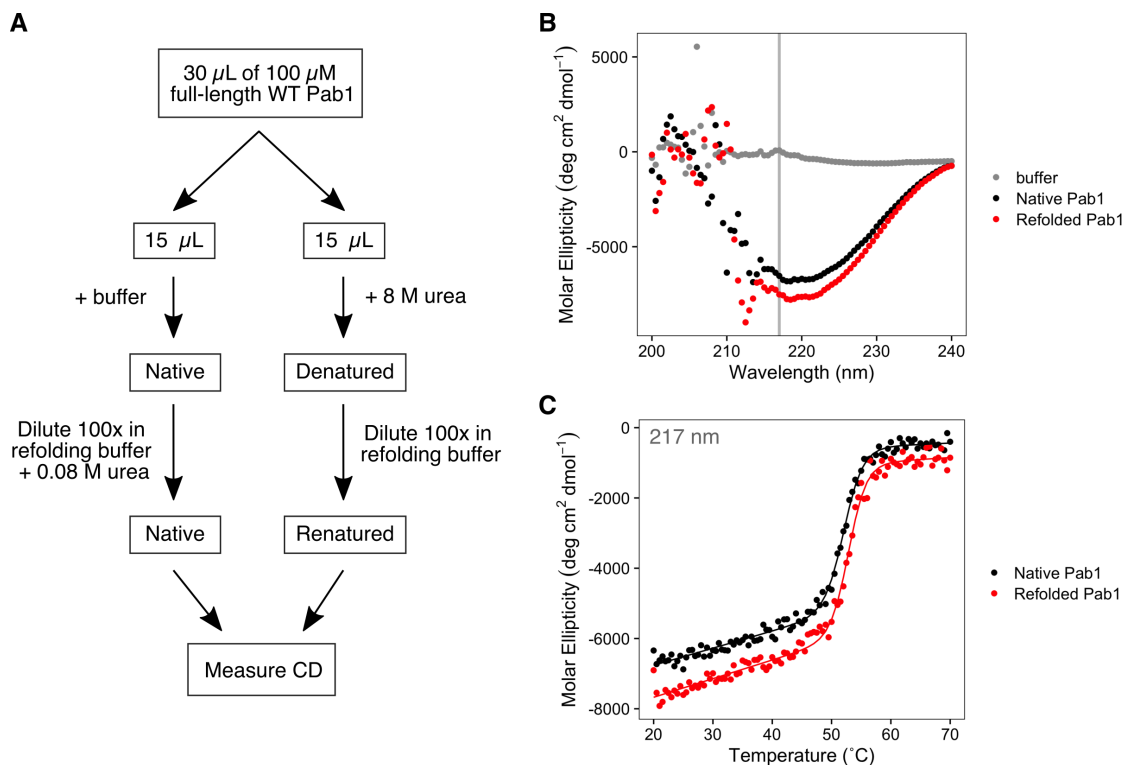 A
30 µL of 100 µM
full-length WT Pab1
15 µL
15 µL
+ buffer
+ 8 M urea
Native
Denatured
Dilute 100x in
refolding buffer
+ 0.08 M urea
Dilute 100x in
refolding buffer
Native
Renatured
Measure CD
B
Molar Ellipticity (deg cm² dmol⁻¹)
5000
0
-5000
200
210
220
230
240
Wavelength (nm)
buffer
Native Pab1
Refolded Pab1
C
217 nm
Molar Ellipticity (deg cm² dmol⁻¹)
0
-2000
-4000
-6000
-8000
20
30
40
50
60
70
Temperature (˚C)
Native Pab1
Refolded Pab1